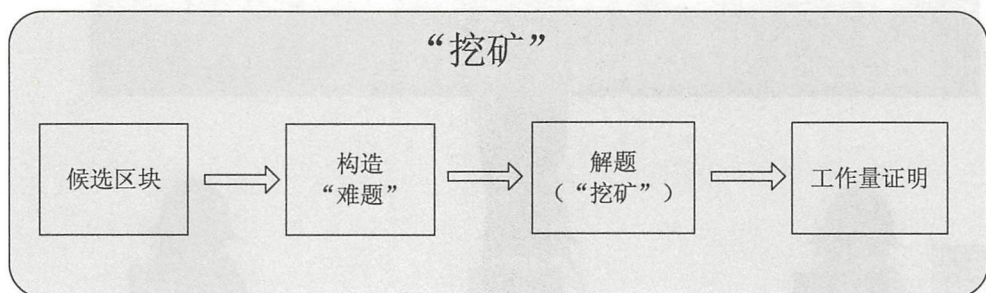 “挖矿”
候选区块
构造
“难题”
解题
（“挖矿”）
工作量证明